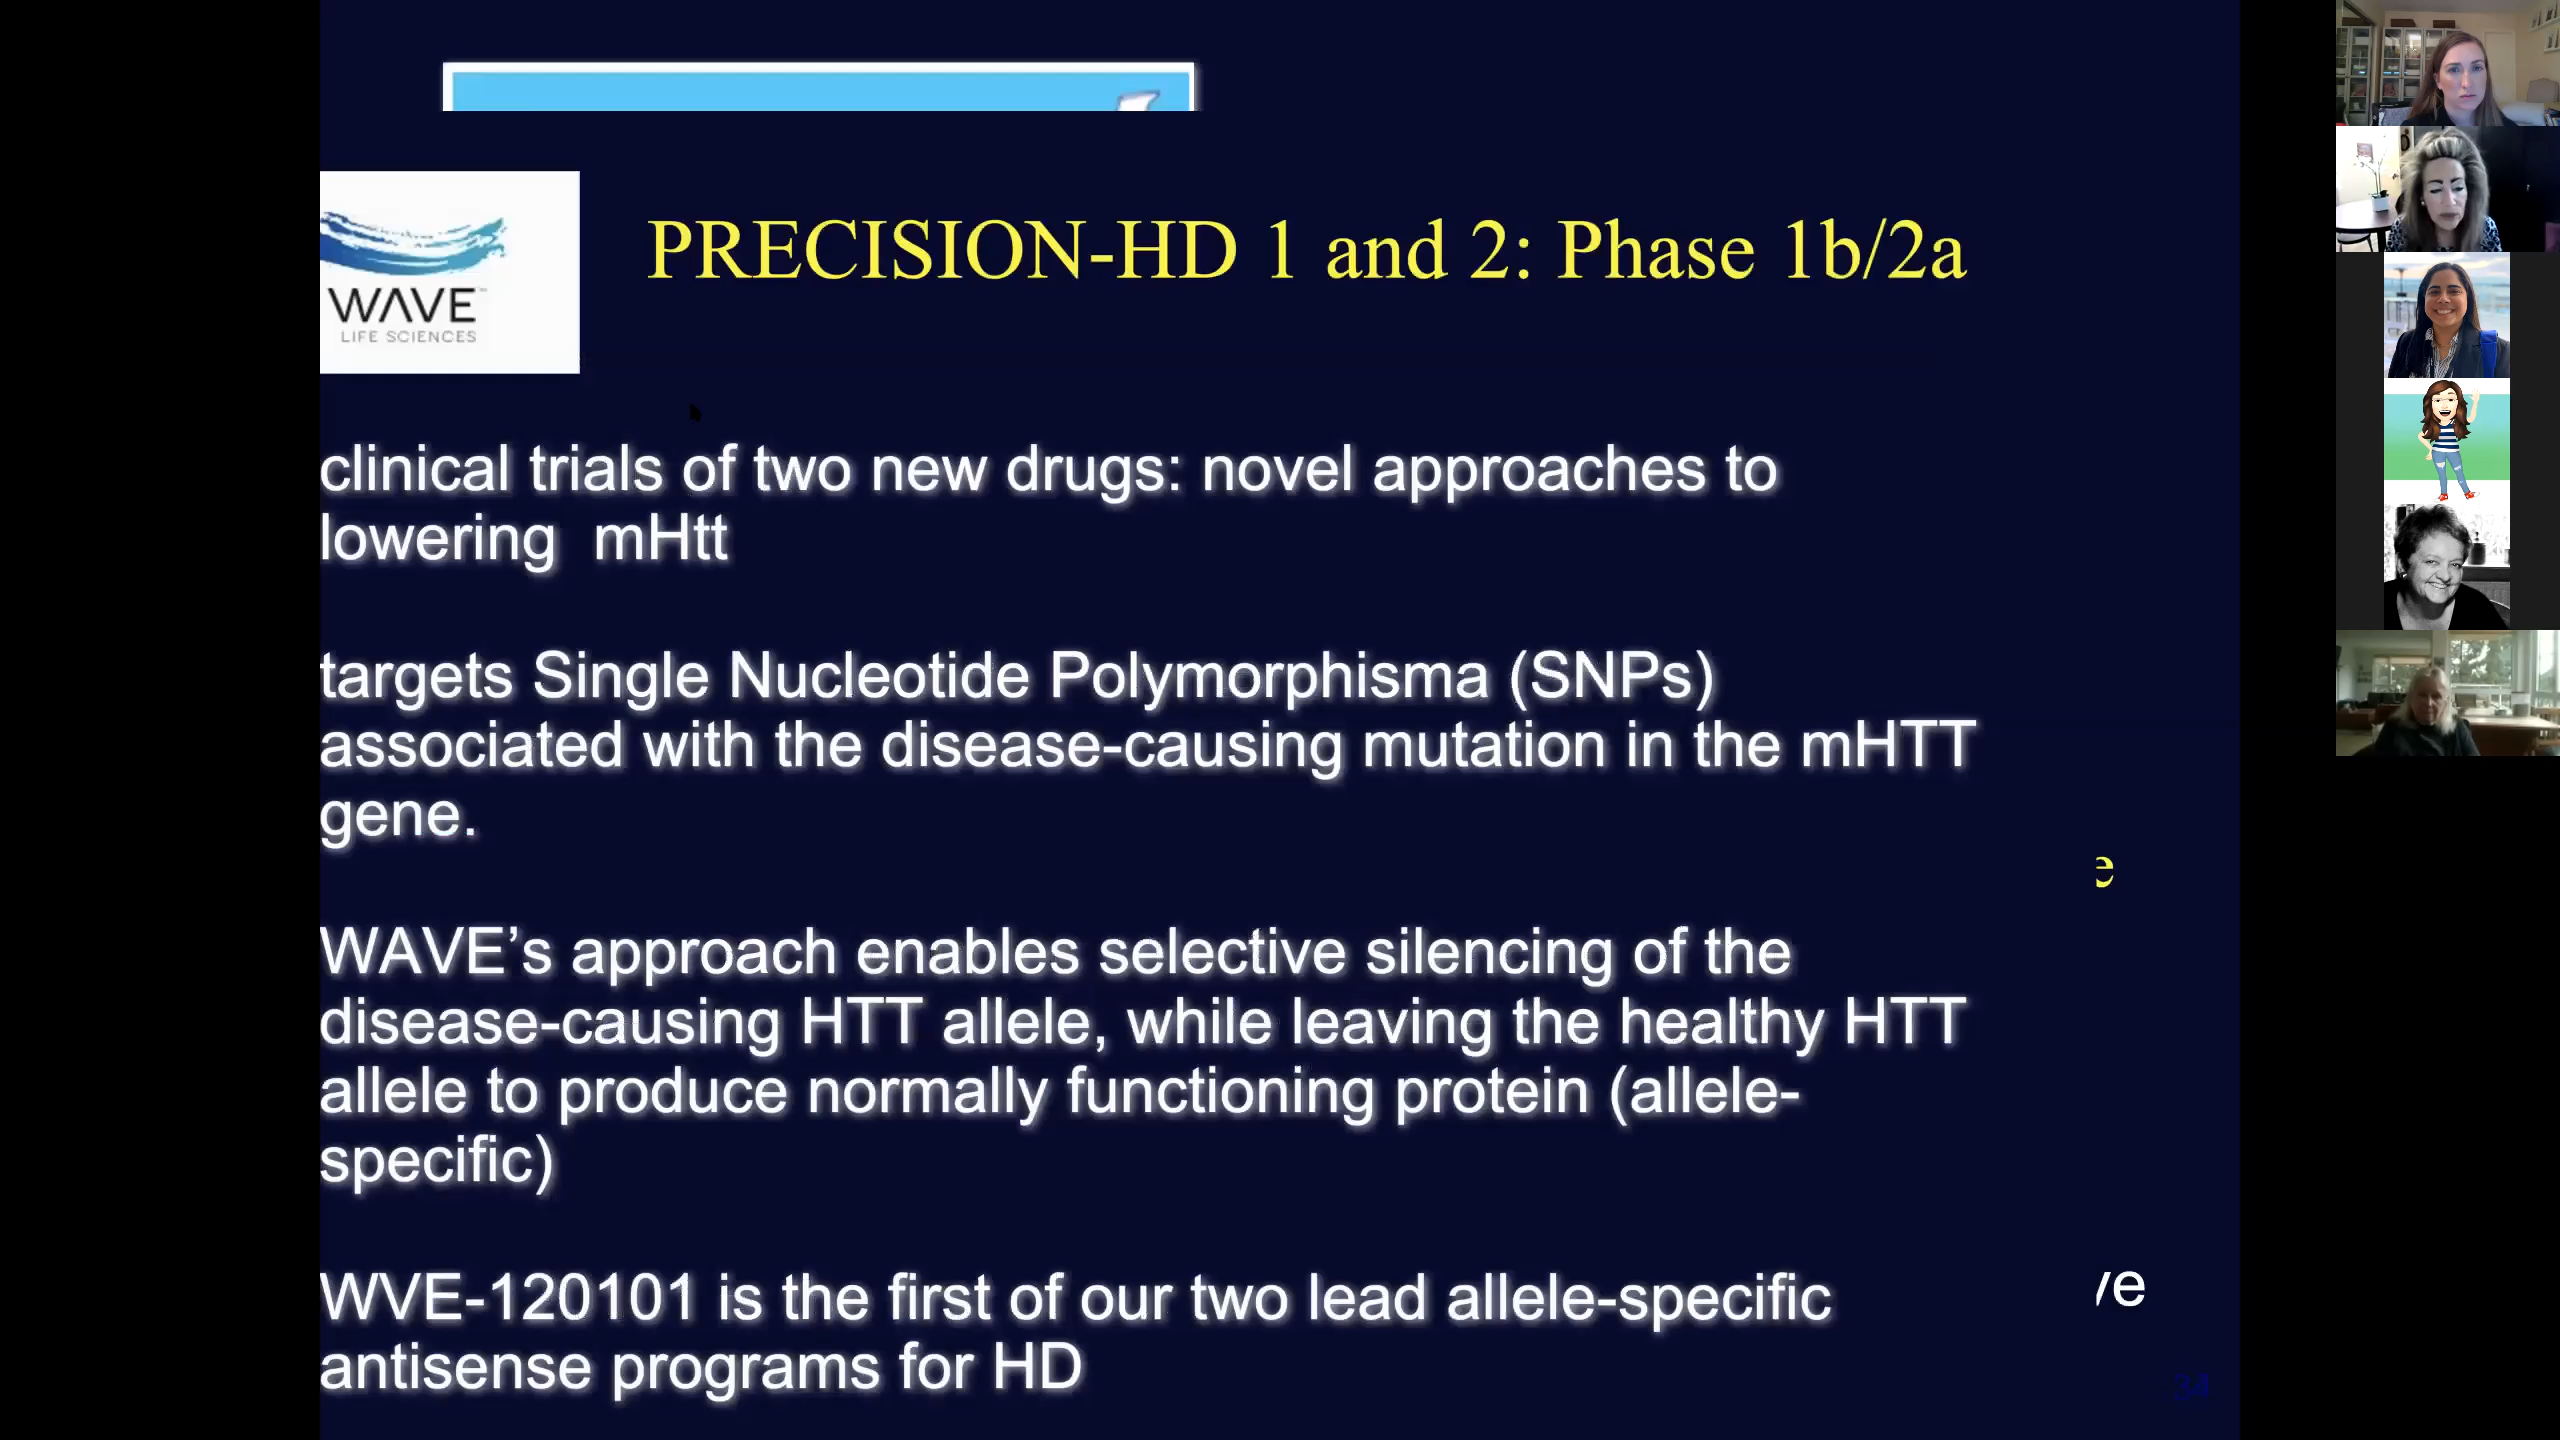 WAVE
LIFE SCIENCES
PRECISION-HD 1 and 2: Phase 1b/2a
clinical trials of two new drugs: novel approaches to
lowering mHtt
targets Single Nucleotide Polymorphisma (SNPs)
associated with the disease-causing mutation in the mHTT
gene.
e
WAVE’s approach enables selective silencing of the
disease-causing HTT allele, while leaving the healthy HTT
allele to produce normally functioning protein (allele-
specific)
WVE-120101 is the first of our two lead allele-specific
ve
antisense programs for HD
34